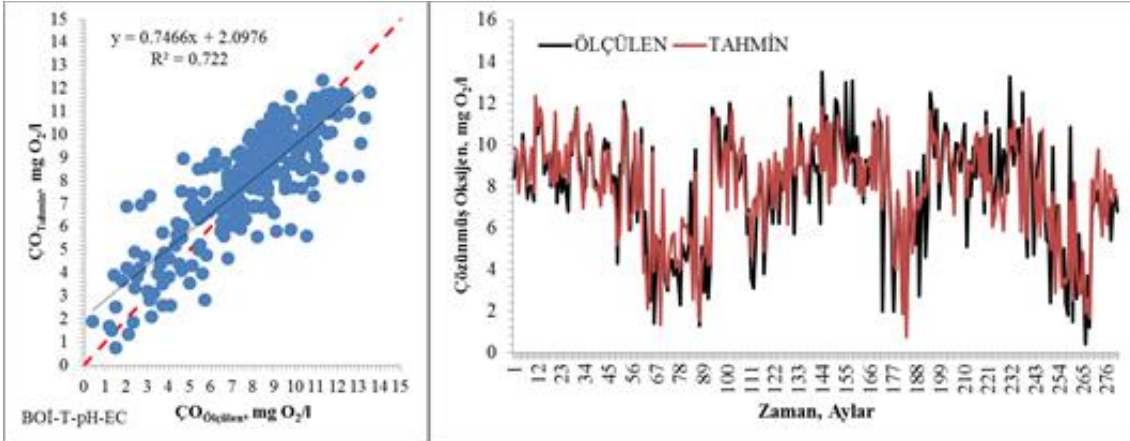 y = 0.7466x + 2.0976
R² = 0.722
ÇOTahmin, mg O₂/l
15
14
13
12
11
10
9
8
7
6
5
4
3
2
1
0
0 1 2 3 4 5 6 7 8 9 10 11 12 13 14 15
BOİ-T-pH-EC
ÇOÖlçülen, mg O₂/l
ÖLÇÜLEN TAHMİN
Çözünmüş Oksijen, mg O₂/l
16
14
12
10
8
6
4
2
0
1 12 23 34 45 56 67 78 89 100 111 122 133 144 155 166 177 188 199 210 221 232 243 254 265 276
Zaman, Aylar